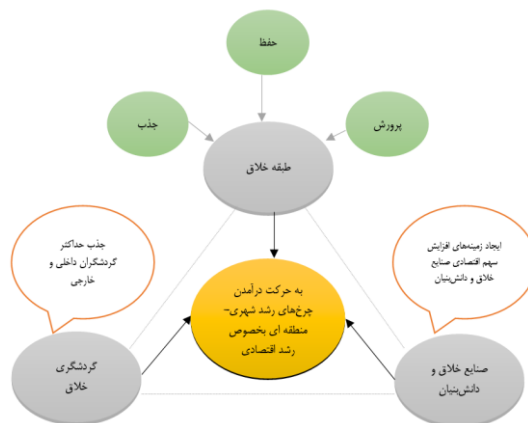 حفظ
جذب
پرورش
طبقه خلاق
جذب حداکثر
گردشگران داخلی و
خارجی
ایجاد زمینه‌های افزایش
سهم اقتصادی صنایع
خلاق و دانش‌بنیان
به حرکت درآمدن
چرخ‌های رشد شهری-
منطقه ای بخصوص
رشد اقتصادی
گردشگری
خلاق
صنایع خلاق و
دانش‌بنیان